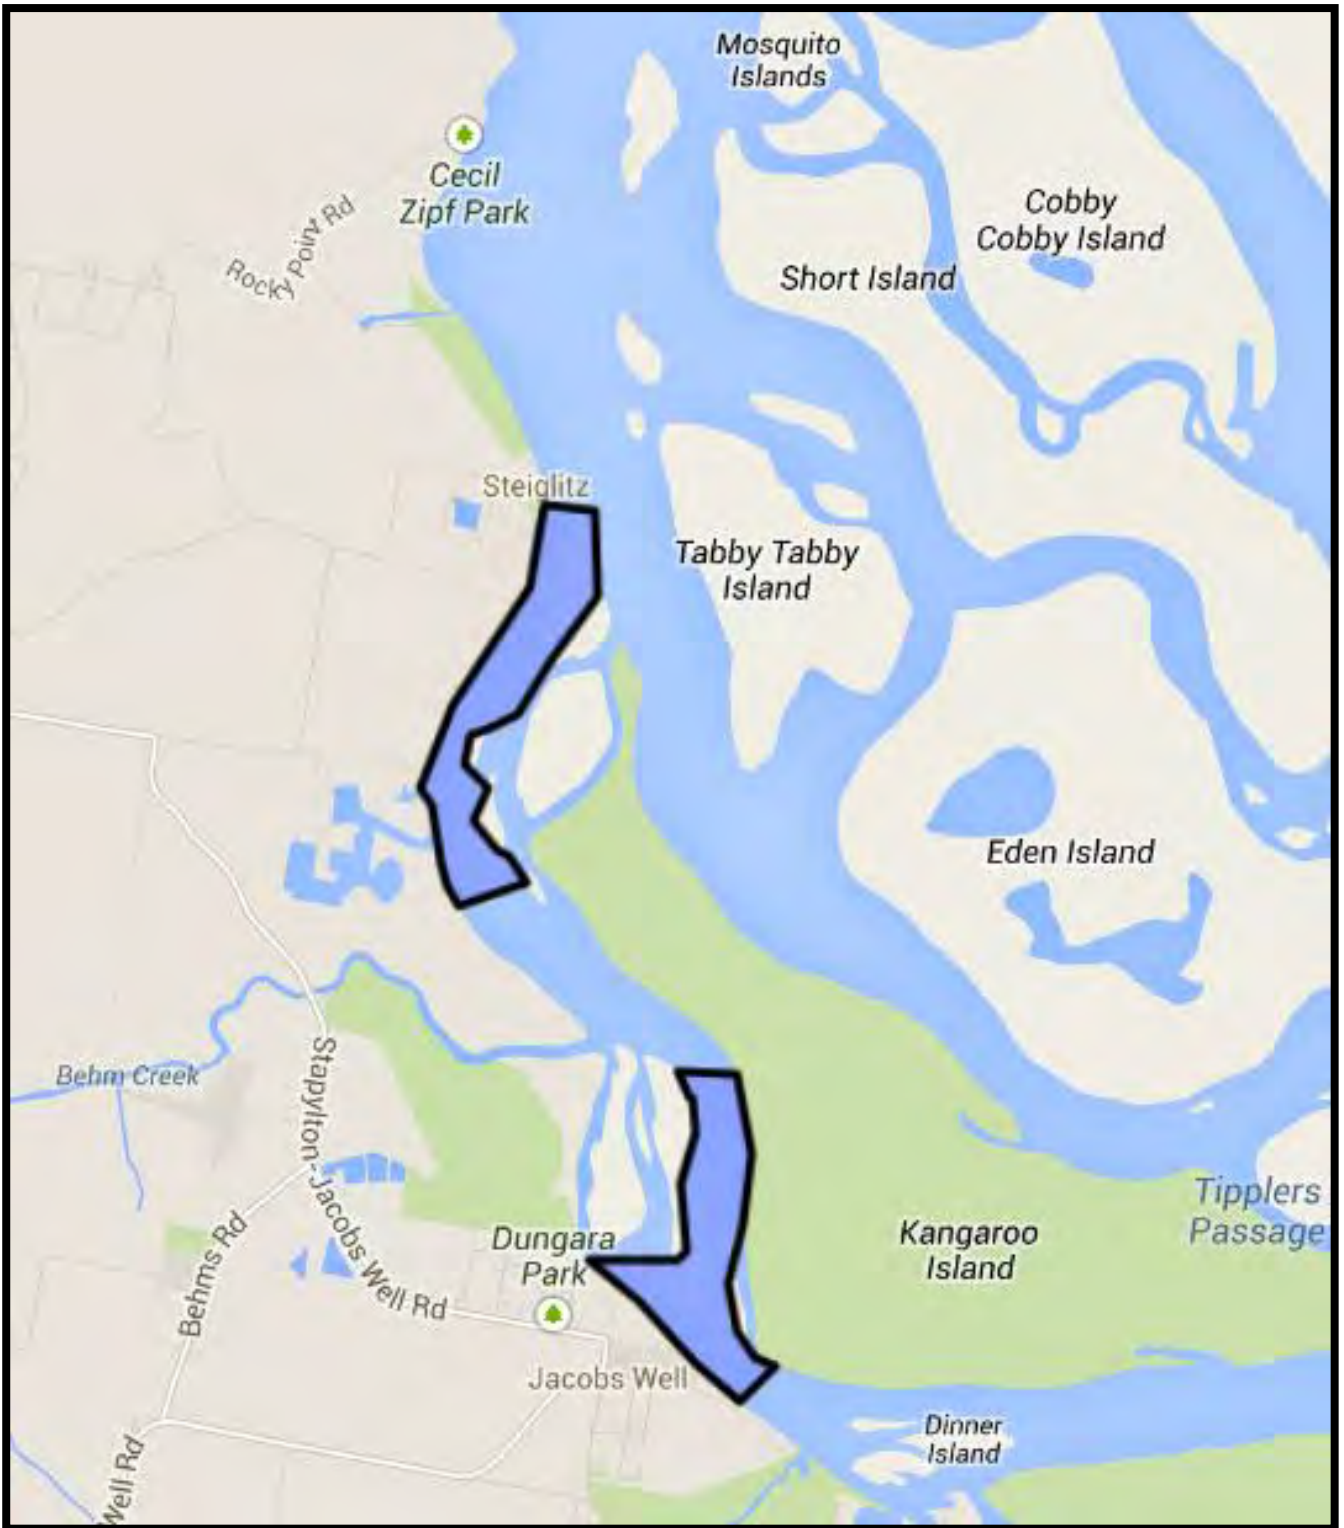 Mosquito
Islands
Cecil
Zipf Park
Rocky Point Rd
Cobby
Cobby Island
Short Island
Steiglitz
Tabby Tabby
Island
Eden Island
Behm Creek
Stapylton-Jacobs Well Rd
Tipplers
Passage
Behms Rd
Dungara
Park
Kangaroo
Island
Jacobs Well
Dinner
Island
Well Rd